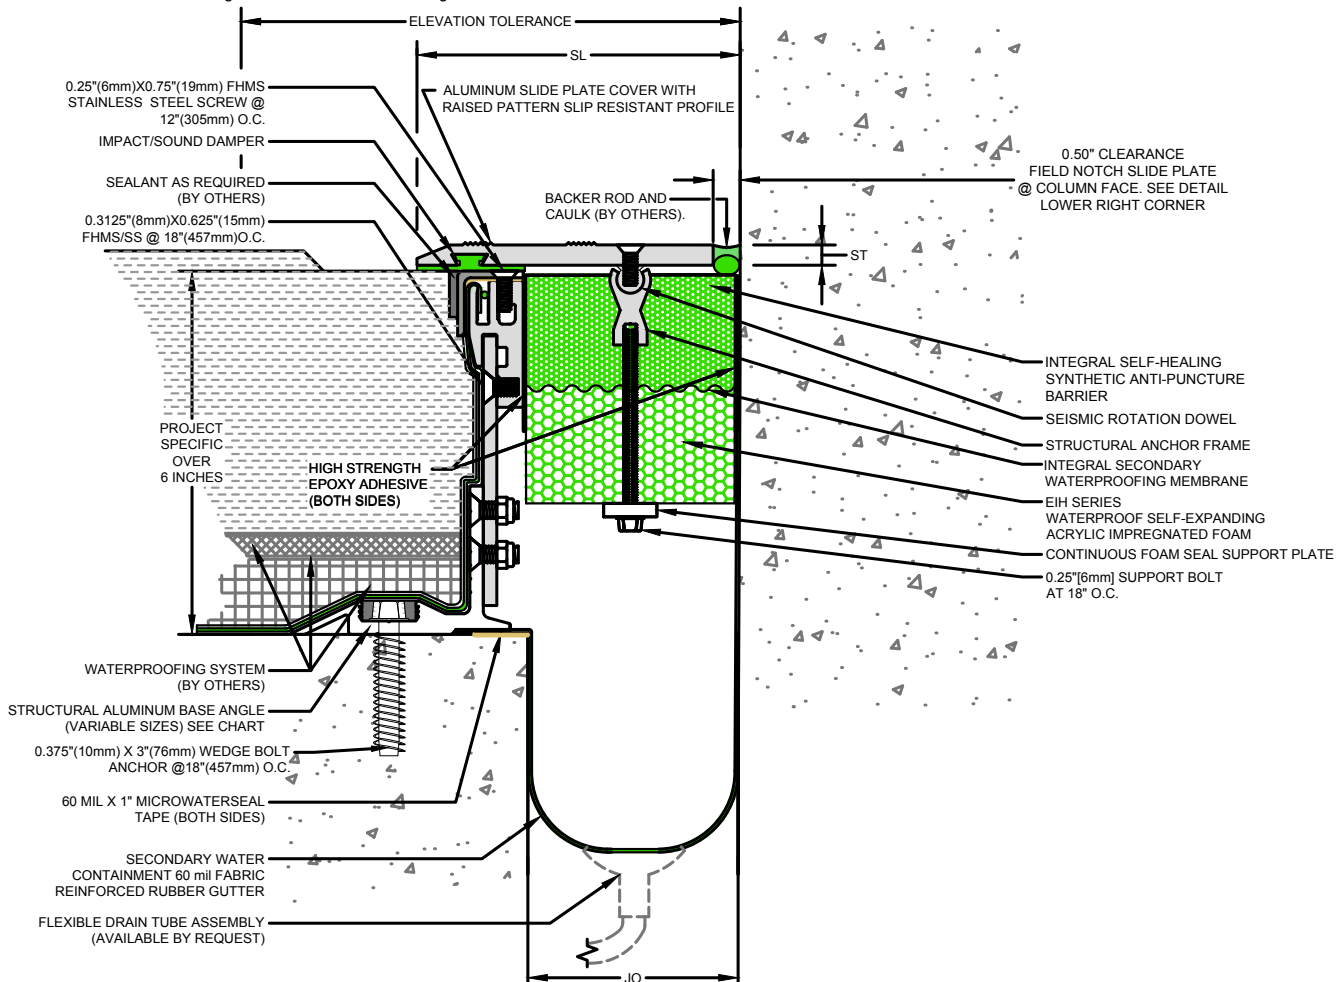 ELEVATION TOLERANCE
SL
0.25"(6mm)X0.75"(19mm) FHMS
STAINLESS STEEL SCREW @
12"(305mm) O.C.
IMPACT/SOUND DAMPER
SEALANT AS REQUIRED
(BY OTHERS)
0.3125"(8mm)X0.625"(15mm)
FHMS/SS @ 18"(457mm)O.C.
ALUMINUM SLIDE PLATE COVER WITH
RAISED PATTERN SLIP RESISTANT PROFILE
BACKER ROD AND
CAULK (BY OTHERS).
0.50" CLEARANCE
FIELD NOTCH SLIDE PLATE
@ COLUMN FACE. SEE DETAIL
LOWER RIGHT CORNER
ST
PROJECT
SPECIFIC
OVER
6 INCHES
HIGH STRENGTH
EPOXY ADHESIVE
(BOTH SIDES)
INTEGRAL SELF-HEALING
SYNTHETIC ANTI-PUNCTURE
BARRIER
SEISMIC ROTATION DOWEL
STRUCTURAL ANCHOR FRAME
INTEGRAL SECONDARY
WATERPROOFING MEMBRANE
EIH SERIES
WATERPROOF SELF-EXPANDING
ACRYLIC IMPREGNATED FOAM
CONTINUOUS FOAM SEAL SUPPORT PLATE
0.25"[6mm] SUPPORT BOLT
AT 18" O.C.
WATERPROOFING SYSTEM
(BY OTHERS)
STRUCTURAL ALUMINUM BASE ANGLE
(VARIABLE SIZES) SEE CHART
0.375"(10mm) X 3"(76mm) WEDGE BOLT
ANCHOR @18"(457mm) O.C.
60 MIL X 1" MICROWATERSEAL
TAPE (BOTH SIDES)
SECONDARY WATER
CONTAINMENT 60 mil FABRIC
REINFORCED RUBBER GUTTER
FLEXIBLE DRAIN TUBE ASSEMBLY
(AVAILABLE BY REQUEST)
JO